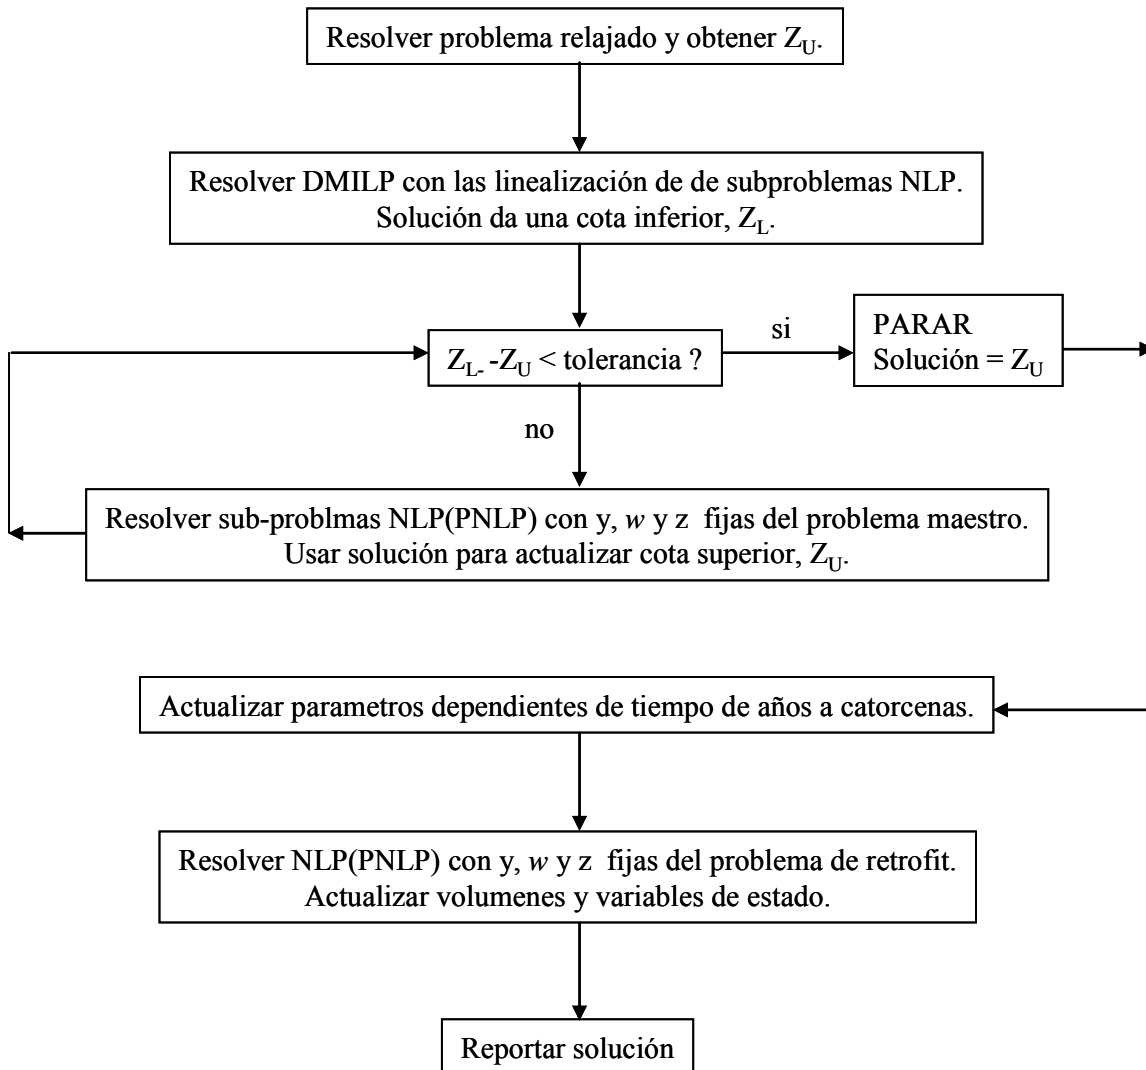 Resolver problema relajado y obtener Z_U.
Resolver DMILP con las linealización de de subproblemas NLP.
Solución da una cota inferior, Z_L.
Z_L- -Z_U < tolerancia ?
si
PARAR
Solución = Z_U
no
Resolver sub-problmas NLP(PNLP) con y, w y z fijas del problema maestro.
Usar solución para actualizar cota superior, Z_U.
Actualizar parametros dependientes de tiempo de años a catorcenas.
Resolver NLP(PNLP) con y, w y z fijas del problema de retrofit.
Actualizar volumenes y variables de estado.
Reportar solución